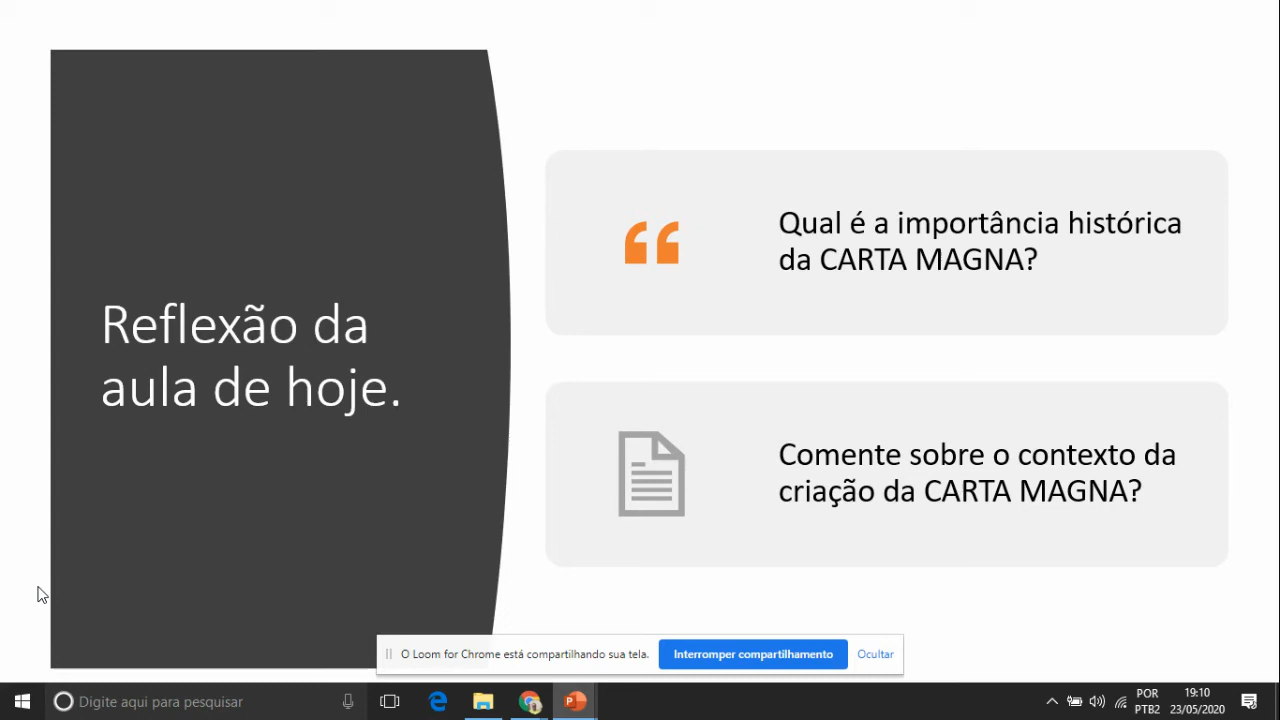 Reflexão da
aula de hoje.
Qual é a importância histórica
da CARTA MAGNA?
Comente sobre o contexto da
criação da CARTA MAGNA?
O Loom for Chrome está compartilhando sua tela.
Interromper compartilhamento
Ocultar
Digite aqui para pesquisar
POR
PTB2
19:10
23/05/2020